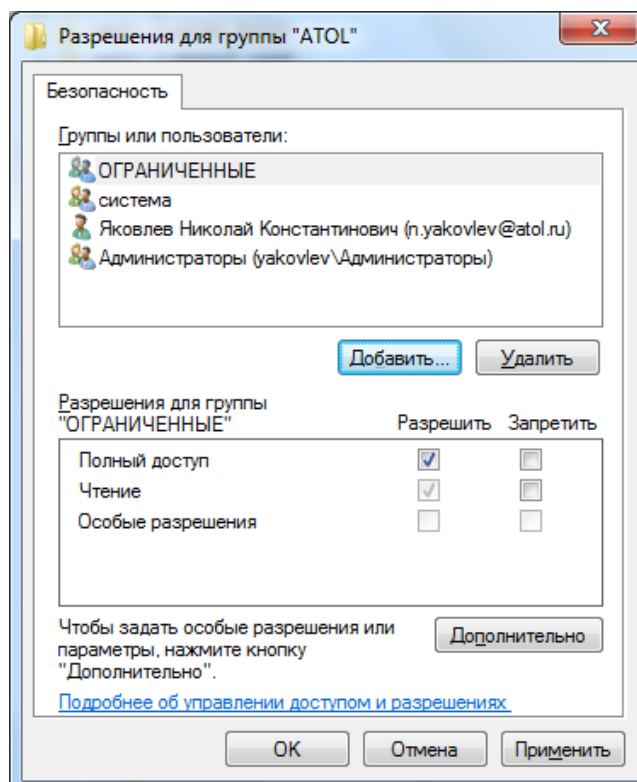 Разрешения для группы "ATOL"
Безопасность
Группы или пользователи:
ОГРАНИЧЕННЫЕ
система
Яковлев Николай Константинович (n.yakovlev@atol.ru)
Администраторы (yakovlev\Администраторы)
Добавить... Удалить
Разрешения для группы
"ОГРАНИЧЕННЫЕ" Разрешить Запретить
Полный доступ
Чтение
Особые разрешения
Чтобы задать особые разрешения или
параметры, нажмите кнопку
"Дополнительно".
Дополнительно
Подробнее об управлении доступом и разрешениях
ОК Отмена Применить